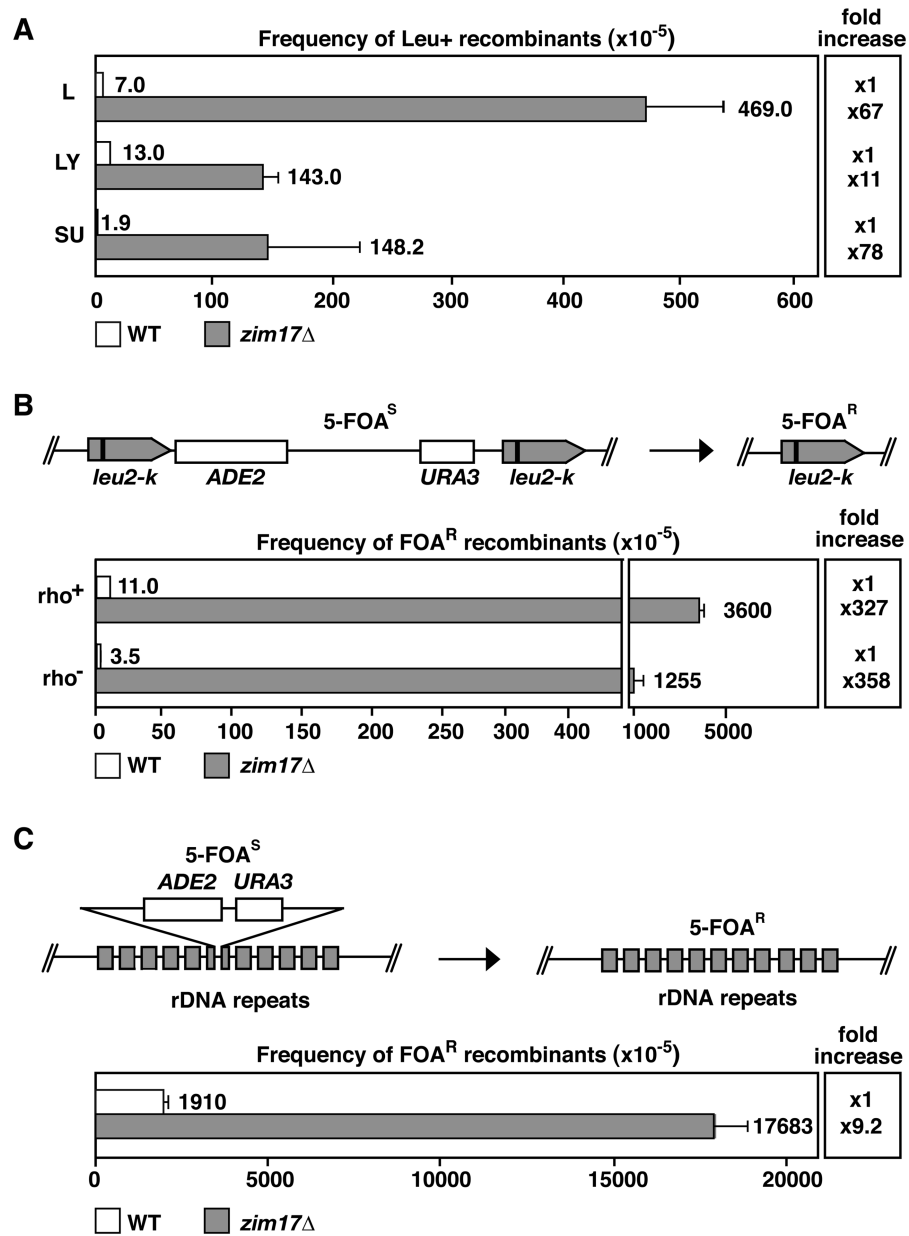 A
Frequency of Leu+ recombinants (x10-5)
fold
increase
L
7.0
x1
469.0
x67
LY
13.0
x1
143.0
x11
SU
1.9
x1
148.2
x78
0 100 200 300 400 500 600
WT zim17Δ
B
5-FOAS
5-FOAR
leu2-k ADE2 URA3 leu2-k leu2-k
Frequency of FOAR recombinants (x10-5)
fold
increase
rho+
11.0
x1
3600
x327
rho-
3.5
x1
1255
x358
0 50 100 150 200 250 300 400 1000 5000
WT zim17Δ
C
5-FOAS
ADE2 URA3
5-FOAR
rDNA repeats rDNA repeats
Frequency of FOAR recombinants (x10-5)
fold
increase
1910
x1
17683
x9.2
0 5000 10000 15000 20000
WT zim17Δ